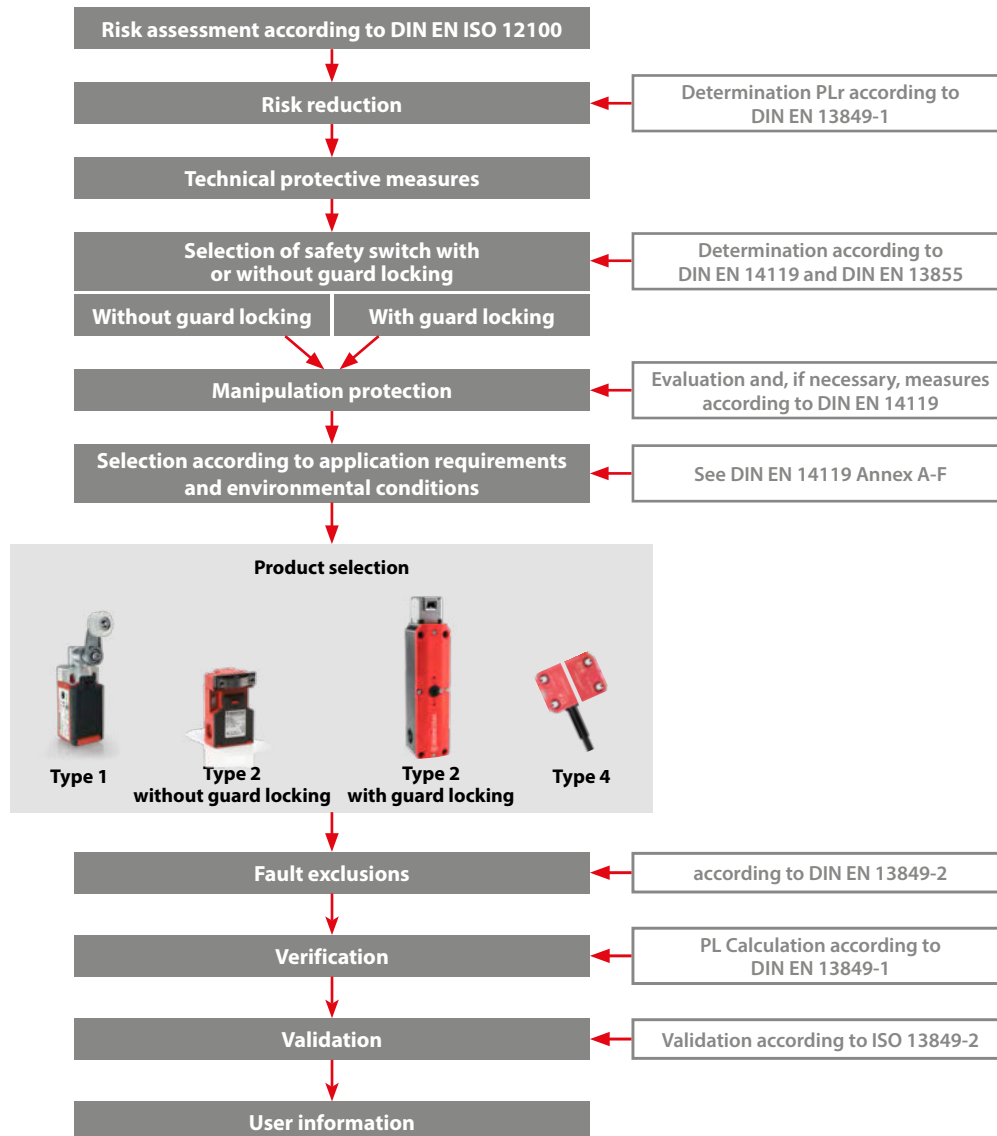 Risk assessment according to DIN EN ISO 12100
Risk reduction
Determination PLr according to
DIN EN 13849-1
Technical protective measures
Selection of safety switch with
or without guard locking
Determination according to
DIN EN 14119 and DIN EN 13855
Without guard locking
With guard locking
Manipulation protection
Evaluation and, if necessary, measures
according to DIN EN 14119
Selection according to application requirements
and environmental conditions
See DIN EN 14119 Annex A-F
Product selection
Type 1
Type 2
without guard locking
Type 2
with guard locking
Type 4
Fault exclusions
according to DIN EN 13849-2
Verification
PL Calculation according to
DIN EN 13849-1
Validation
Validation according to ISO 13849-2
User information